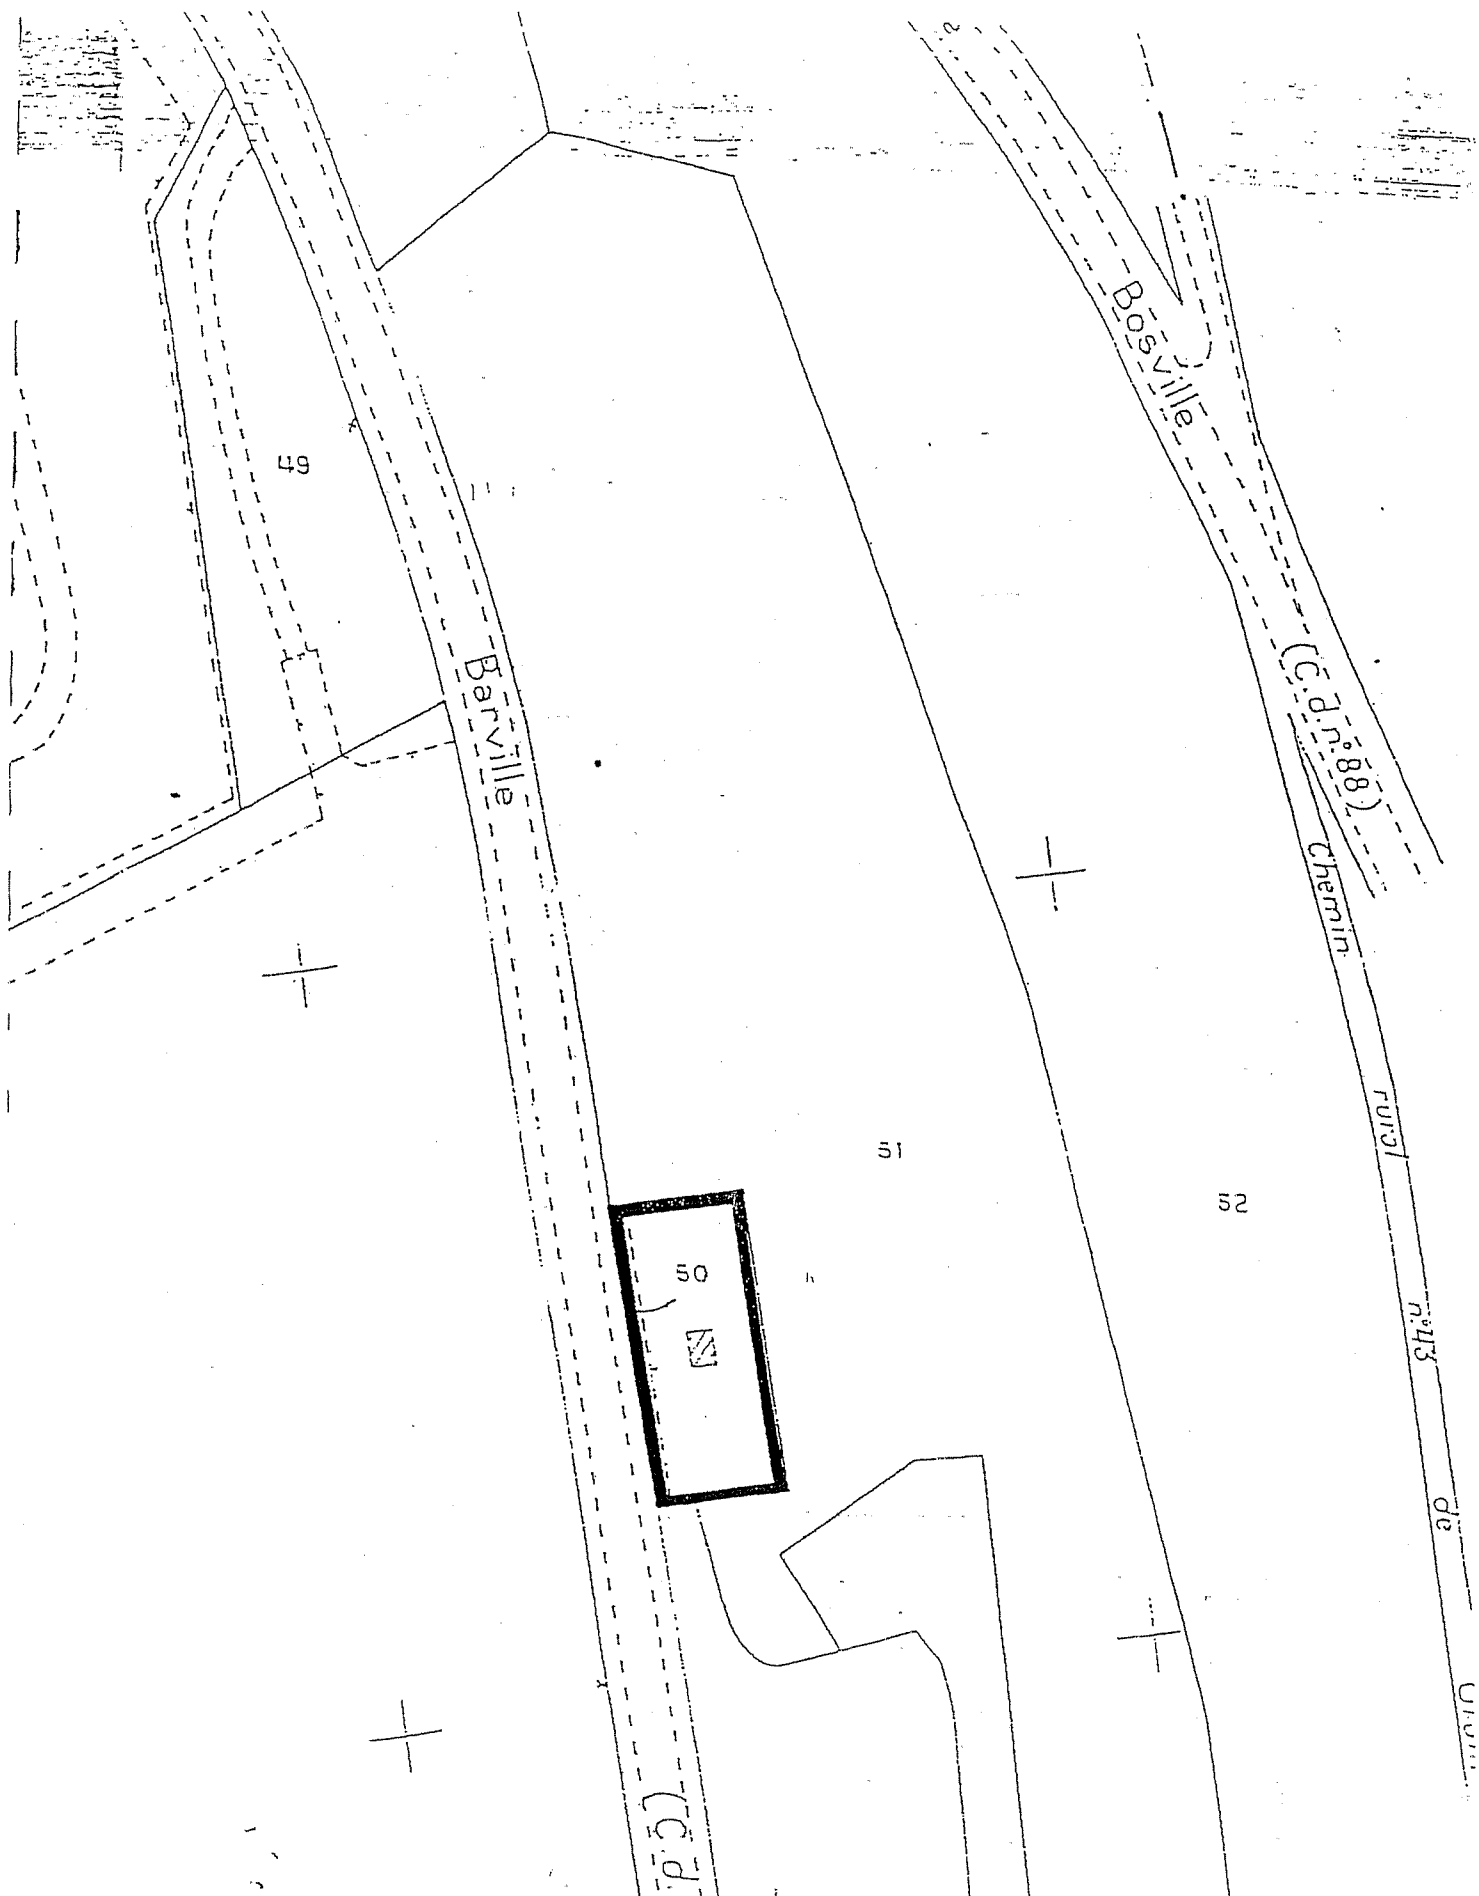 à
Bosville
(C.d.n°88)
49
Barville
Chemin
rural
n°43
de
51
52
50
(C.d.